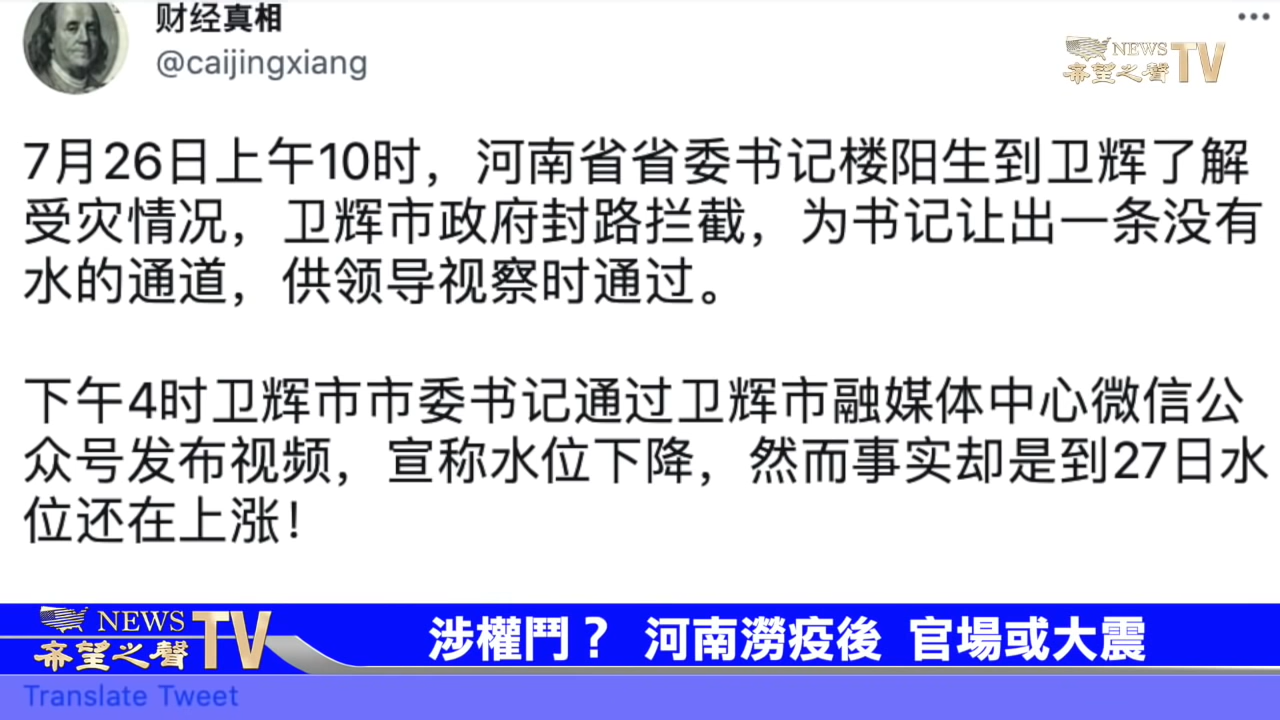 财经真相
@caijingxiang
NEWS
希望之聲TV
7月26日上午10时，河南省省委书记楼阳生到卫辉了解
受灾情况，卫辉市政府封路拦截，为书记让出一条没有
水的通道，供领导视察时通过。
下午4时卫辉市市委书记通过卫辉市融媒体中心微信公
众号发布视频，宣称水位下降，然而事实却是到27日水
位还在上涨！
NEWS
希望之聲TV
涉權鬥？ 河南澇疫後 官場或大震
Translate Tweet